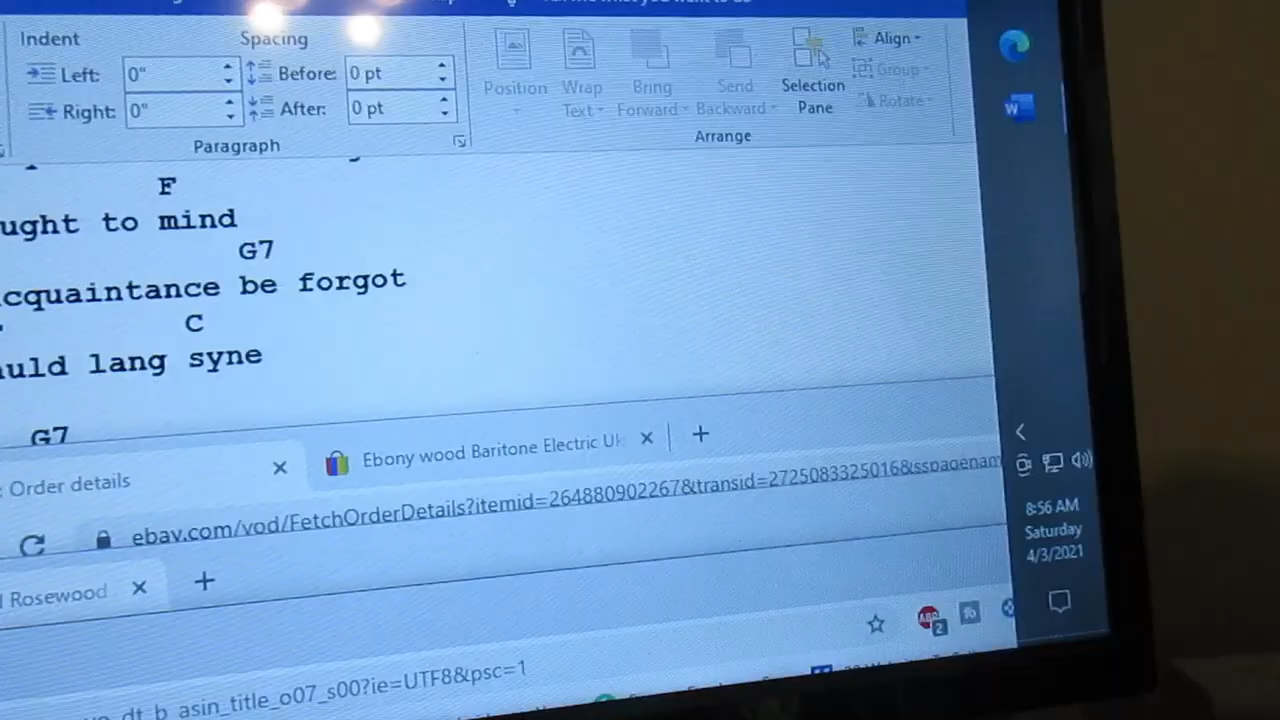 Indent
Spacing
Left: 0"
Before: 0 pt
Right: 0"
After: 0 pt
Paragraph
Position
Wrap
Text
Bring
Forward
Send
Backward
Selection
Pane
Align
Group
Rotate
Arrange
F
ught to mind
G7
cquaintance be forgot
C
uld lang syne
G7
Order details
Ebony wood Baritone Electric Uk
ebay.com/vod/FetchOrderDetails?itemid=264880902267&transid=2725083325016&sspagenam
Rosewood
dt_b_asin_title_o07_s00?ie=UTF8&psc=1
ABP
2
W
8:56 AM
Saturday
4/3/2021